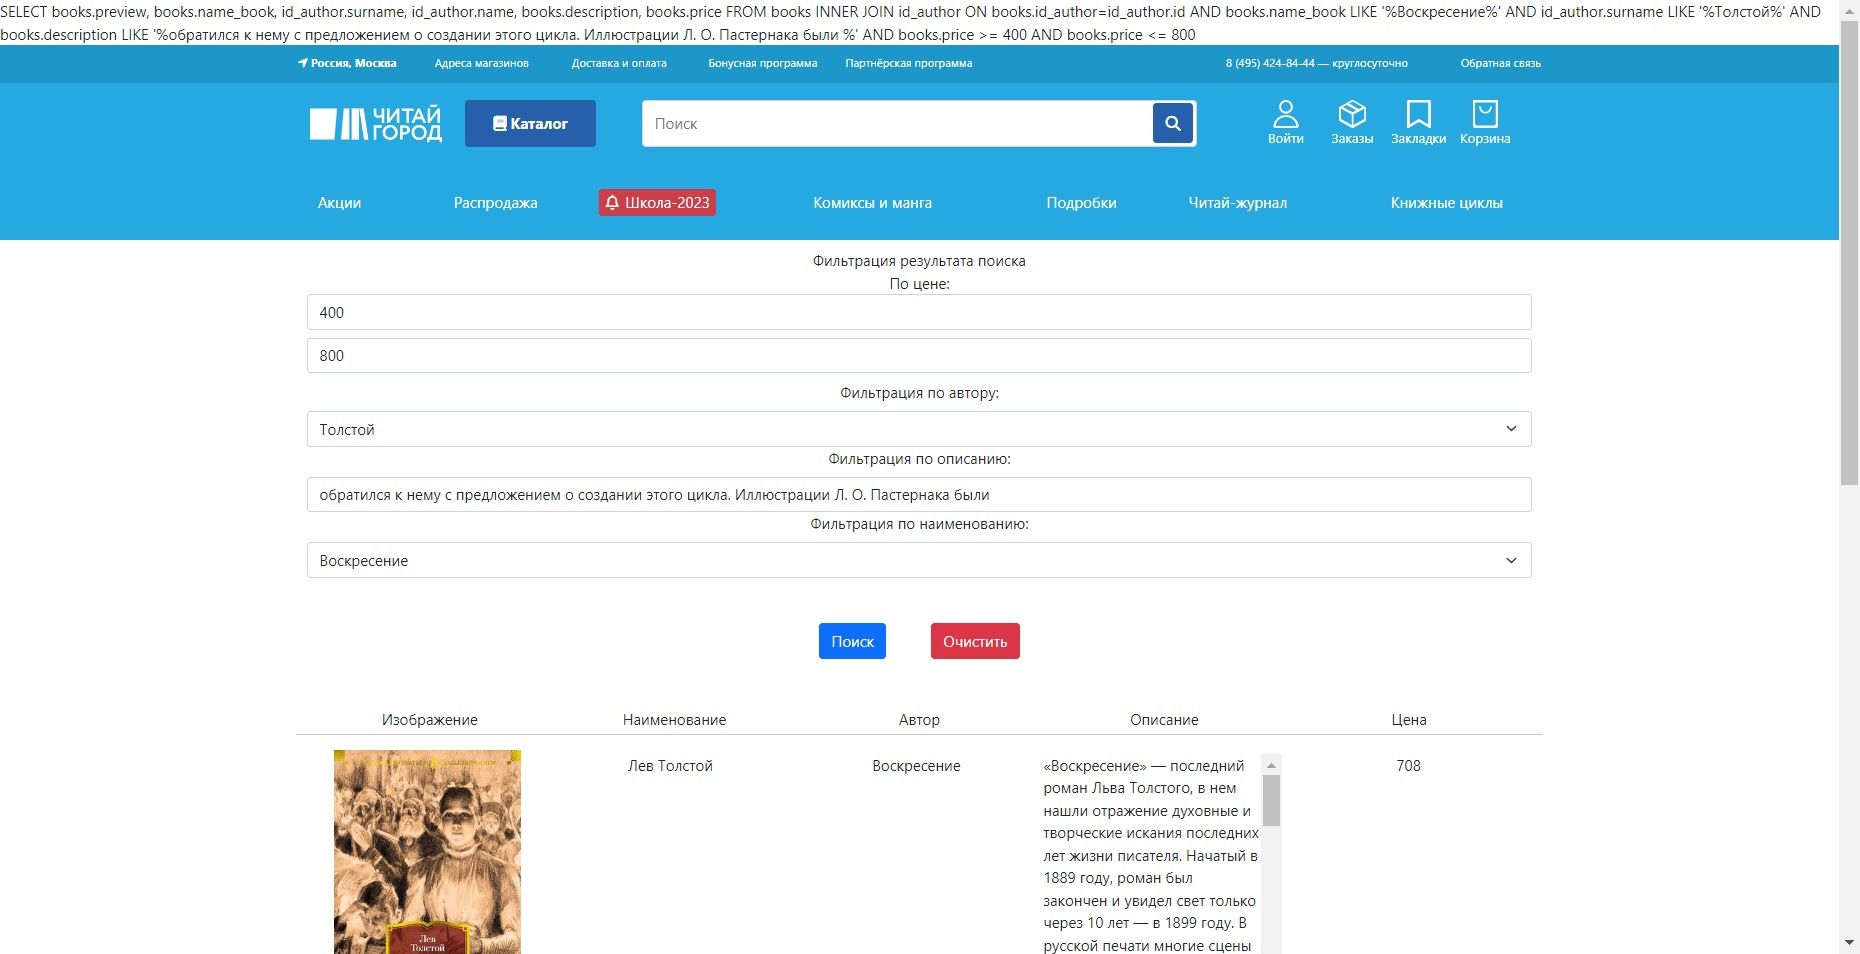 SELECT books.preview, books.name_book, id_author.surname, id_author.name, books.description, books.price FROM books INNER JOIN id_author ON books.id_author=id_author.id AND books.name_book LIKE '%Воскресение%' AND id_author.surname LIKE '%Толстой%' AND
books.description LIKE '%обратился к нему с предложением о создании этого цикла. Иллюстрации Л. О. Пастернака были %' AND books.price >= 400 AND books.price <= 800
Россия, Москва Адреса магазинов Доставка и оплата Бонусная программа Партнёрская программа 8 (495) 424-84-44 — круглосуточно Обратная связь
ЧИТАЙ
ГОРОД
Каталог
Поиск
Войти Заказы Закладки Корзина
Акции Распродажа Школа-2023 Комиксы и манга Подробки Читай-журнал Книжные циклы
Фильтрация результата поиска
По цене:
400
800
Фильтрация по автору:
Толстой
Фильтрация по описанию:
обратился к нему с предложением о создании этого цикла. Иллюстрации Л. О. Пастернака были
Фильтрация по наименованию:
Воскресение
Поиск Очистить
Изображение Наименование Автор Описание Цена
Лев Толстой Воскресение 708
«Воскресение» — последний
роман Льва Толстого, в нем
нашли отражение духовные и
творческие искания последних
лет жизни писателя. Начатый в
1889 году, роман был
закончен и увидел свет только
через 10 лет — в 1899 году. В
русской печати многие сцены
Лев
Толстой